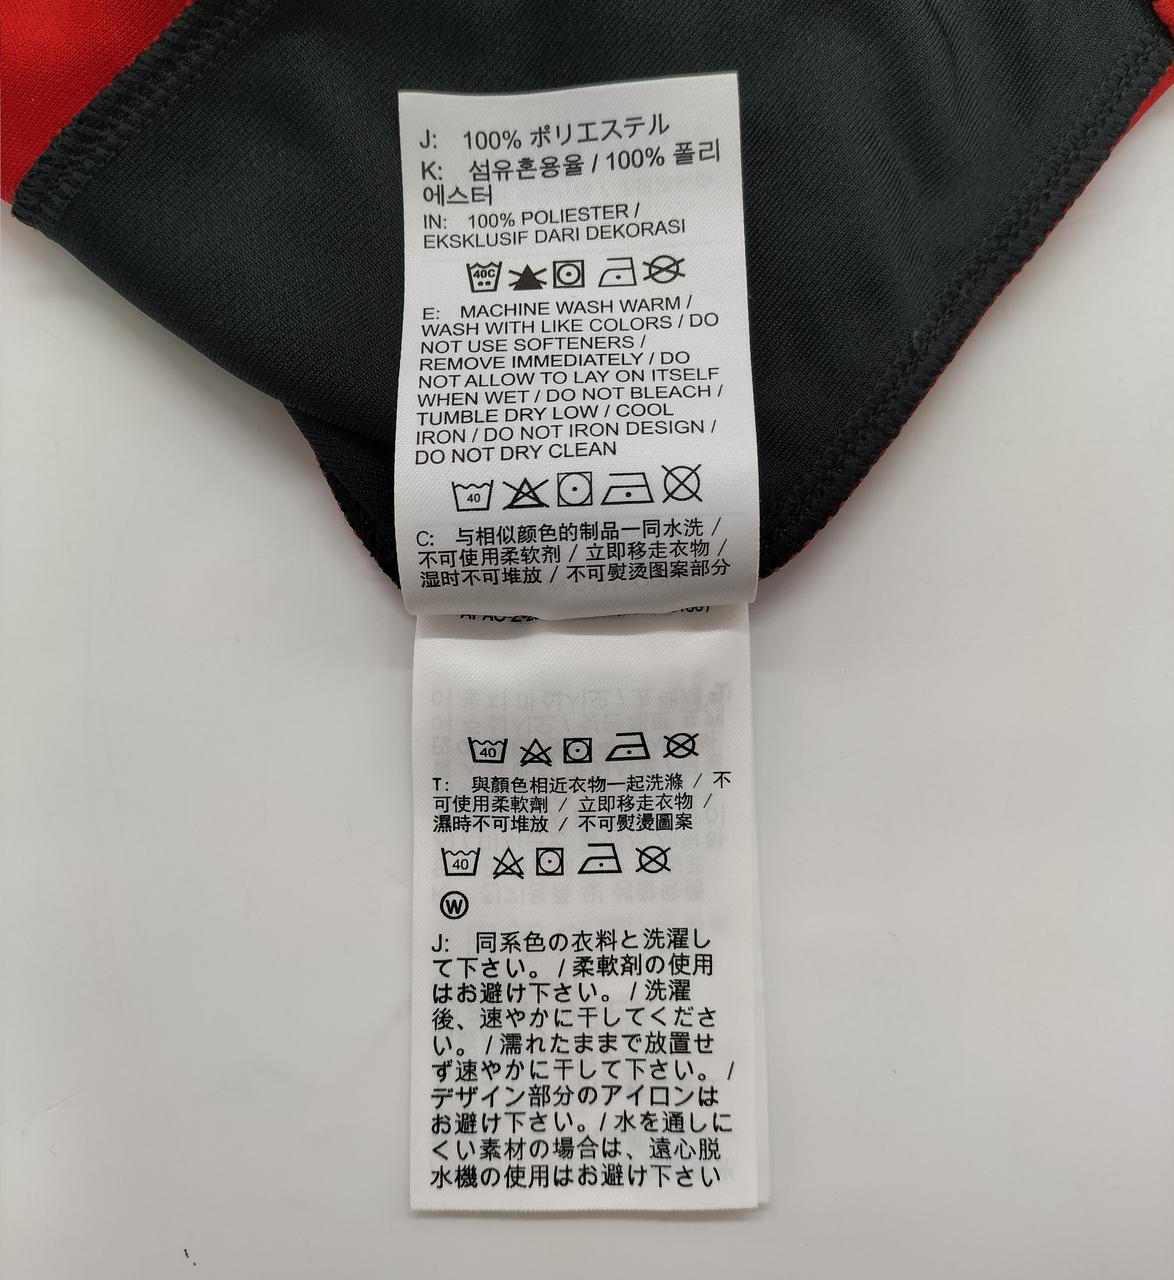 J: 100% ポリエステル
K: 섬유혼용율 / 100% 폴리
에스터
IN: 100% POLIESTER /
EKSKLUSIF DARI DEKORASI
40C
E: MACHINE WASH WARM /
WASH WITH LIKE COLORS / DO
NOT USE SOFTENERS /
REMOVE IMMEDIATELY / DO
NOT ALLOW TO LAY ON ITSELF
WHEN WET / DO NOT BLEACH /
TUMBLE DRY LOW / COOL
IRON / DO NOT IRON DESIGN /
DO NOT DRY CLEAN
40
C: 与相似颜色的制品一同水洗 /
不可使用柔软剂 / 立即移走衣物 /
湿时不可堆放 / 不可熨烫图案部分
40
T: 與顏色相近衣物一起洗滌 / 不
可使用柔軟劑 / 立即移走衣物 /
濕時不可堆放 / 不可熨燙圖案
40
W
J: 同系色の衣料と洗濯し
て下さい。 / 柔軟剤の使用
はお避け下さい。 / 洗濯
後、速やかに干してくださ
い。 / 濡れたままで放置せ
ず速やかに干して下さい。 /
デザイン部分のアイロンは
お避け下さい。/ 水を通しに
くい素材の場合は、遠心脱
水機の使用はお避け下さい